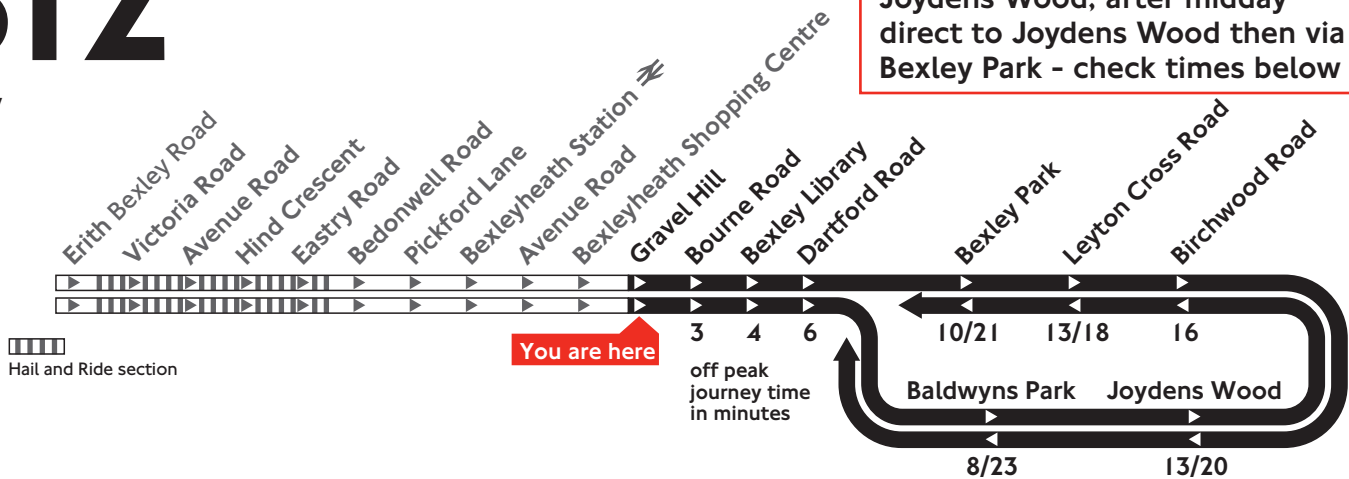 Joydens Wood, after midday
direct to Joydens Wood then via
Bexley Park - check times below
Erith Bexley Road
Victoria Road
Avenue Road
Hind Crescent
Eastry Road
Bedonwell Road
Pickford Lane
Bexleyheath Station
Avenue Road
Bexleyheath Shopping Centre
Gravel Hill
Bourne Road
Bexley Library
Dartford Road
Bexley Park
Leyton Cross Road
Birchwood Road
You are here
3 4 6 10/21 13/18 16
Hail and Ride section
off peak
journey time
in minutes
Baldwyns Park Joydens Wood
8/23 13/20